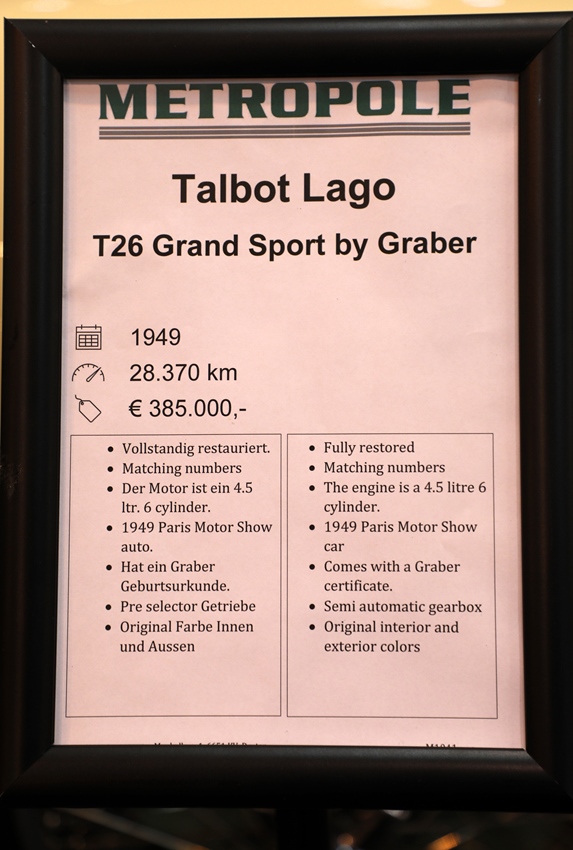 METROPOLE
Talbot Lago
T26 Grand Sport by Graber
1949
28.370 km
€ 385.000,-
• Vollstandig restauriert.
• Matching numbers
• Der Motor ist ein 4.5
ltr. 6 cylinder.
• 1949 Paris Motor Show
auto.
• Hat ein Graber
Geburtsurkunde.
• Pre selector Getriebe
• Original Farbe Innen
und Aussen
• Fully restored
• Matching numbers
• The engine is a 4.5 litre 6
cylinder.
• 1949 Paris Motor Show
car
• Comes with a Graber
certificate.
• Semi automatic gearbox
• Original interior and
exterior colors